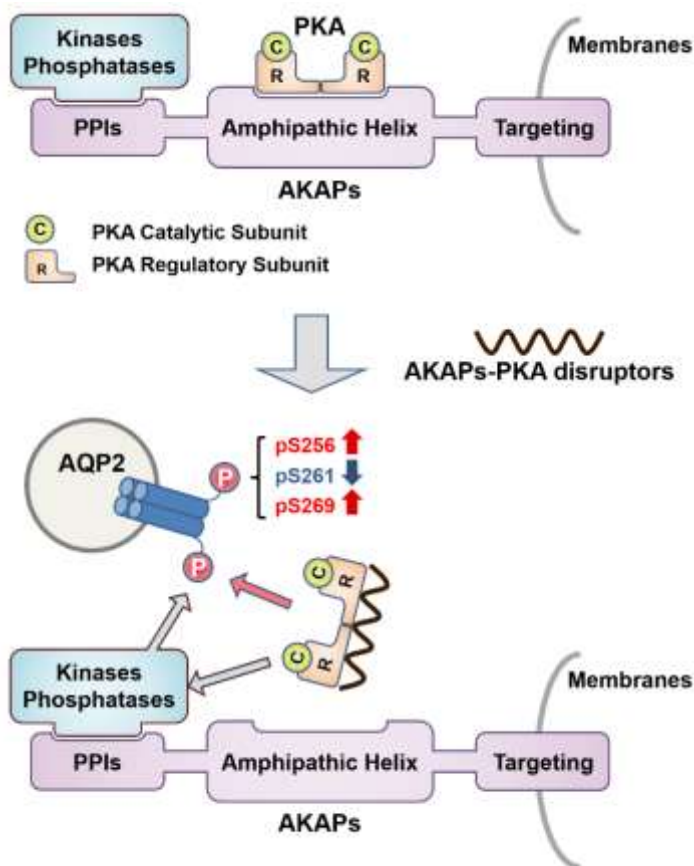 PKA
Kinases
Phosphatases
C
C
R
R
Membranes
PPIs
Amphipathic Helix
Targeting
AKAPs
C
PKA Catalytic Subunit
R
PKA Regulatory Subunit
AKAPs-PKA disruptors
AQP2
P
pS256
pS261
pS269
P
C
R
C
R
Kinases
Phosphatases
Membranes
PPIs
Amphipathic Helix
Targeting
AKAPs